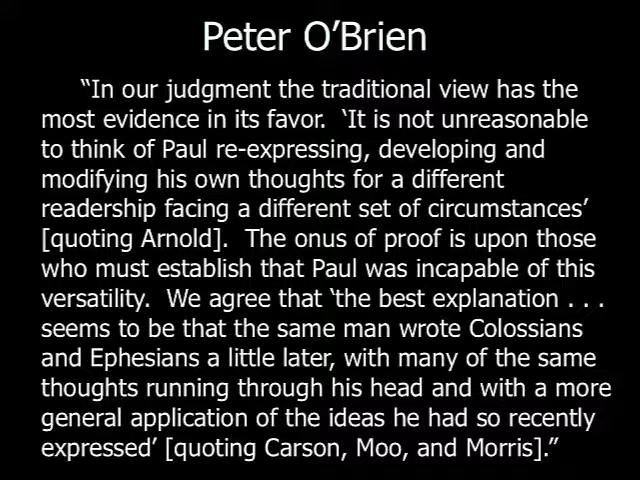 Peter O’Brien
“In our judgment the traditional view has the
most evidence in its favor.  ‘It is not unreasonable
to think of Paul re-expressing, developing and
modifying his own thoughts for a different
readership facing a different set of circumstances’
[quoting Arnold].  The onus of proof is upon those
who must establish that Paul was incapable of this
versatility.  We agree that ‘the best explanation . . .
seems to be that the same man wrote Colossians
and Ephesians a little later, with many of the same
thoughts running through his head and with a more
general application of the ideas he had so recently
expressed’ [quoting Carson, Moo, and Morris].”